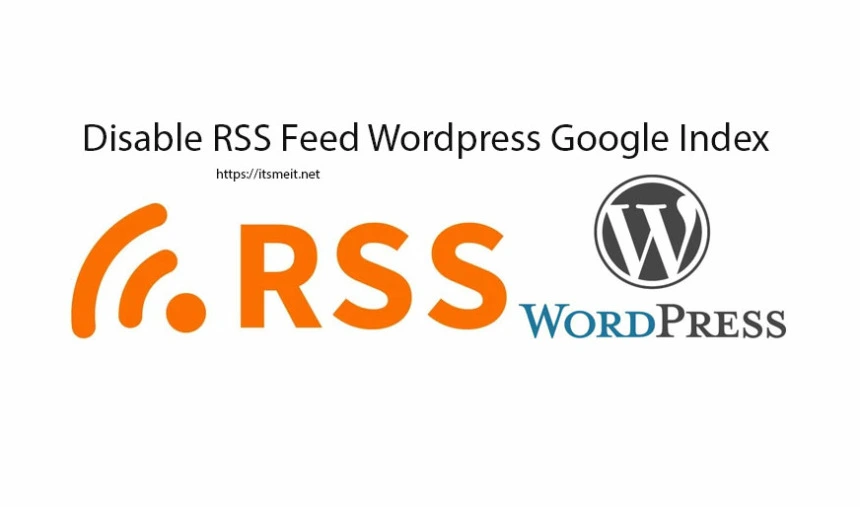 Disable RSS Feed Wordpress Google Index
https://itsmeit.net
RSS
W
WORDPRESS